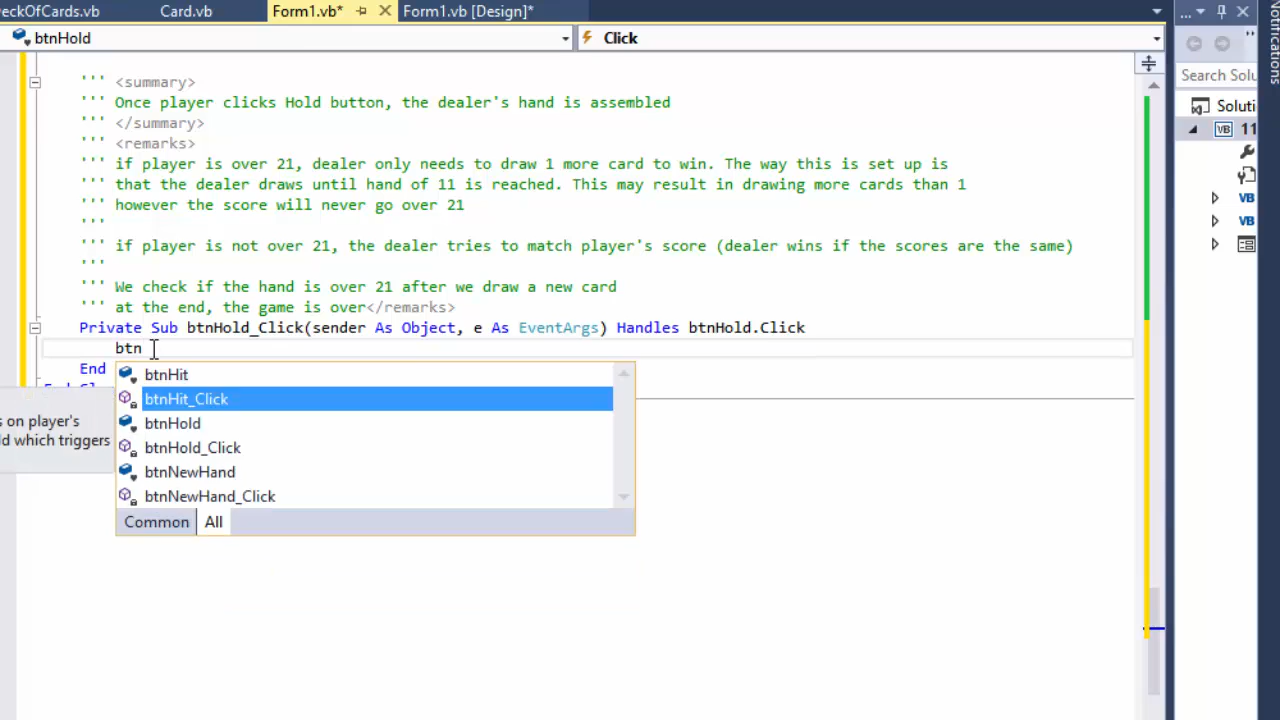 eckOfCards.vb Card.vb Form1.vb* Form1.vb [Design]*
btnHold Click
''' <summary>
''' Once player clicks Hold button, the dealer's hand is assembled
''' </summary>
''' <remarks>
''' if player is over 21, dealer only needs to draw 1 more card to win. The way this is set up is
''' that the dealer draws until hand of 11 is reached. This may result in drawing more cards than 1
''' however the score will never go over 21
'''
''' if player is not over 21, the dealer tries to match player's score (dealer wins if the scores are the same)
'''
''' We check if the hand is over 21 after we draw a new card
''' at the end, the game is over</remarks>
Private Sub btnHold_Click(sender As Object, e As EventArgs) Handles btnHold.Click
btn
End
btnHit
btnHit_Click
btnHold
btnHold_Click
btnNewHand
btnNewHand_Click
Common All
s on player's
d which triggers
Notifications
Search Solu
Soluti
VB 11
VB
VB